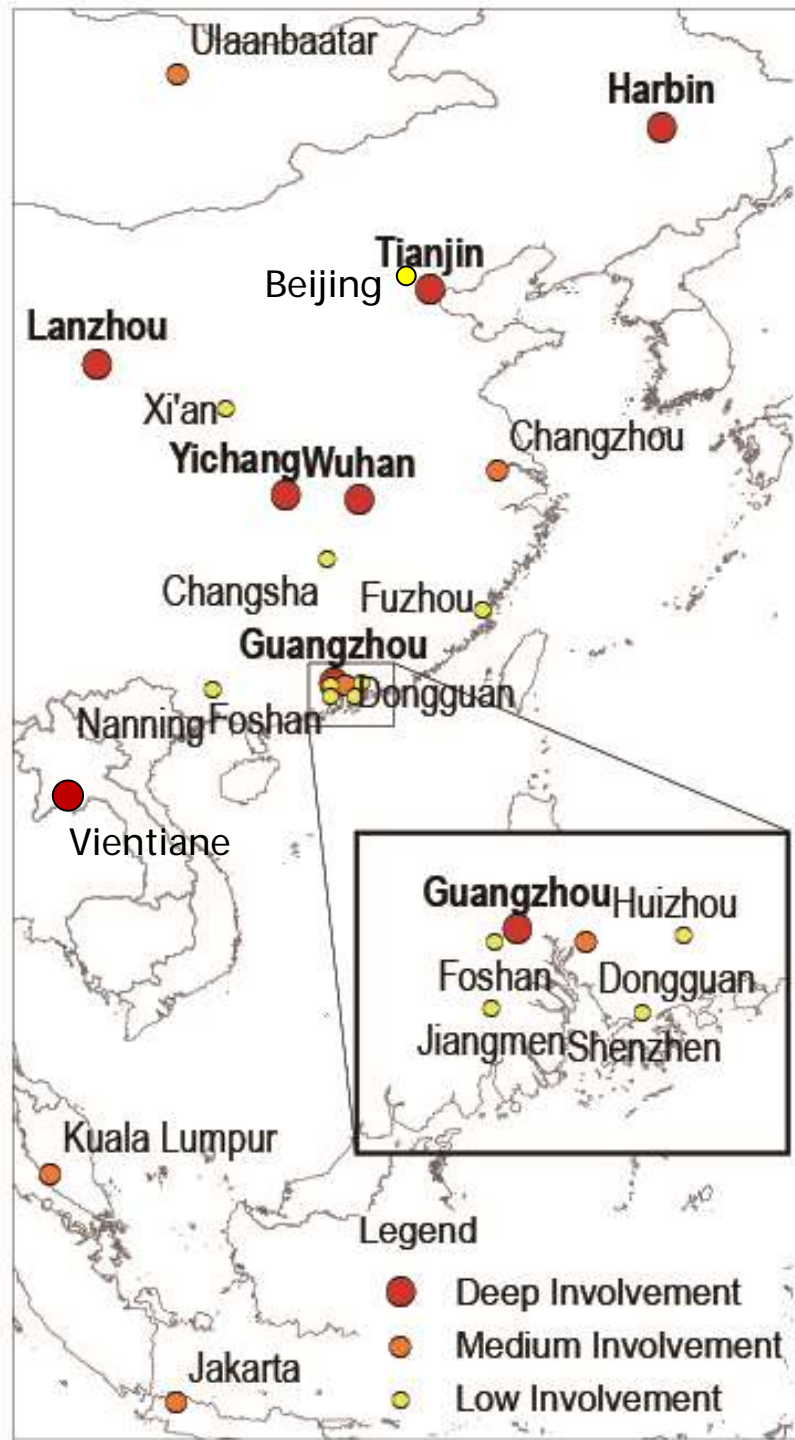 Ulaanbaatar
Harbin
Tianjin
Beijing
Lanzhou
Xi'an
Changzhou
Yichang Wuhan
Changsha
Fuzhou
Guangzhou
Dongguan
Nanning Foshan
Vientiane
Guangzhou
Huizhou
Foshan
Dongguan
Jiangmen
Shenzhen
Kuala Lumpur
Legend
Deep Involvement
Medium Involvement
Jakarta
Low Involvement